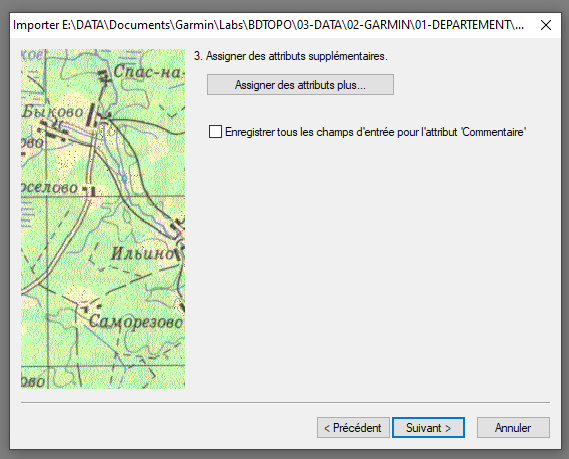 Importer E:\DATA\Documents\Garmin\Labs\BDTOPO\03-DATA\02-GARMIN\01-DEPARTEMENT\...
3. Assigner des attributs supplémentaires.
Assigner des attributs plus...
Enregistrer tous les champs d'entrée pour l'attribut 'Commentaire'
Спас-на-
Быково
ово
оселово
Ильино
Саморезово
ово
< Précédent
Suivant >
Annuler